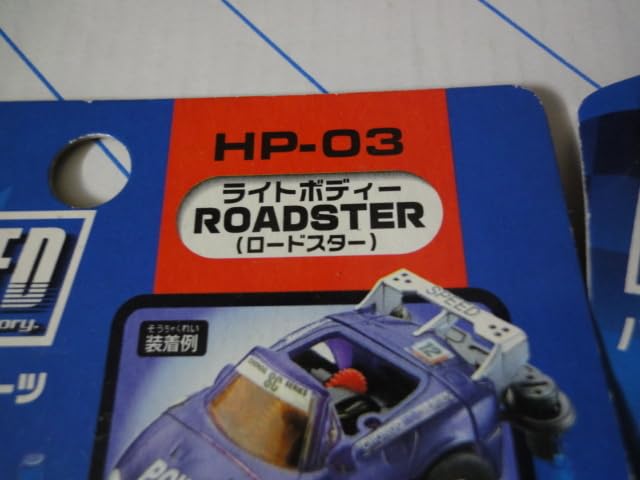 HP-03
ライトボディー
ROADSTER
(ロードスター)
そうちゃくれい
装着例
SPEED